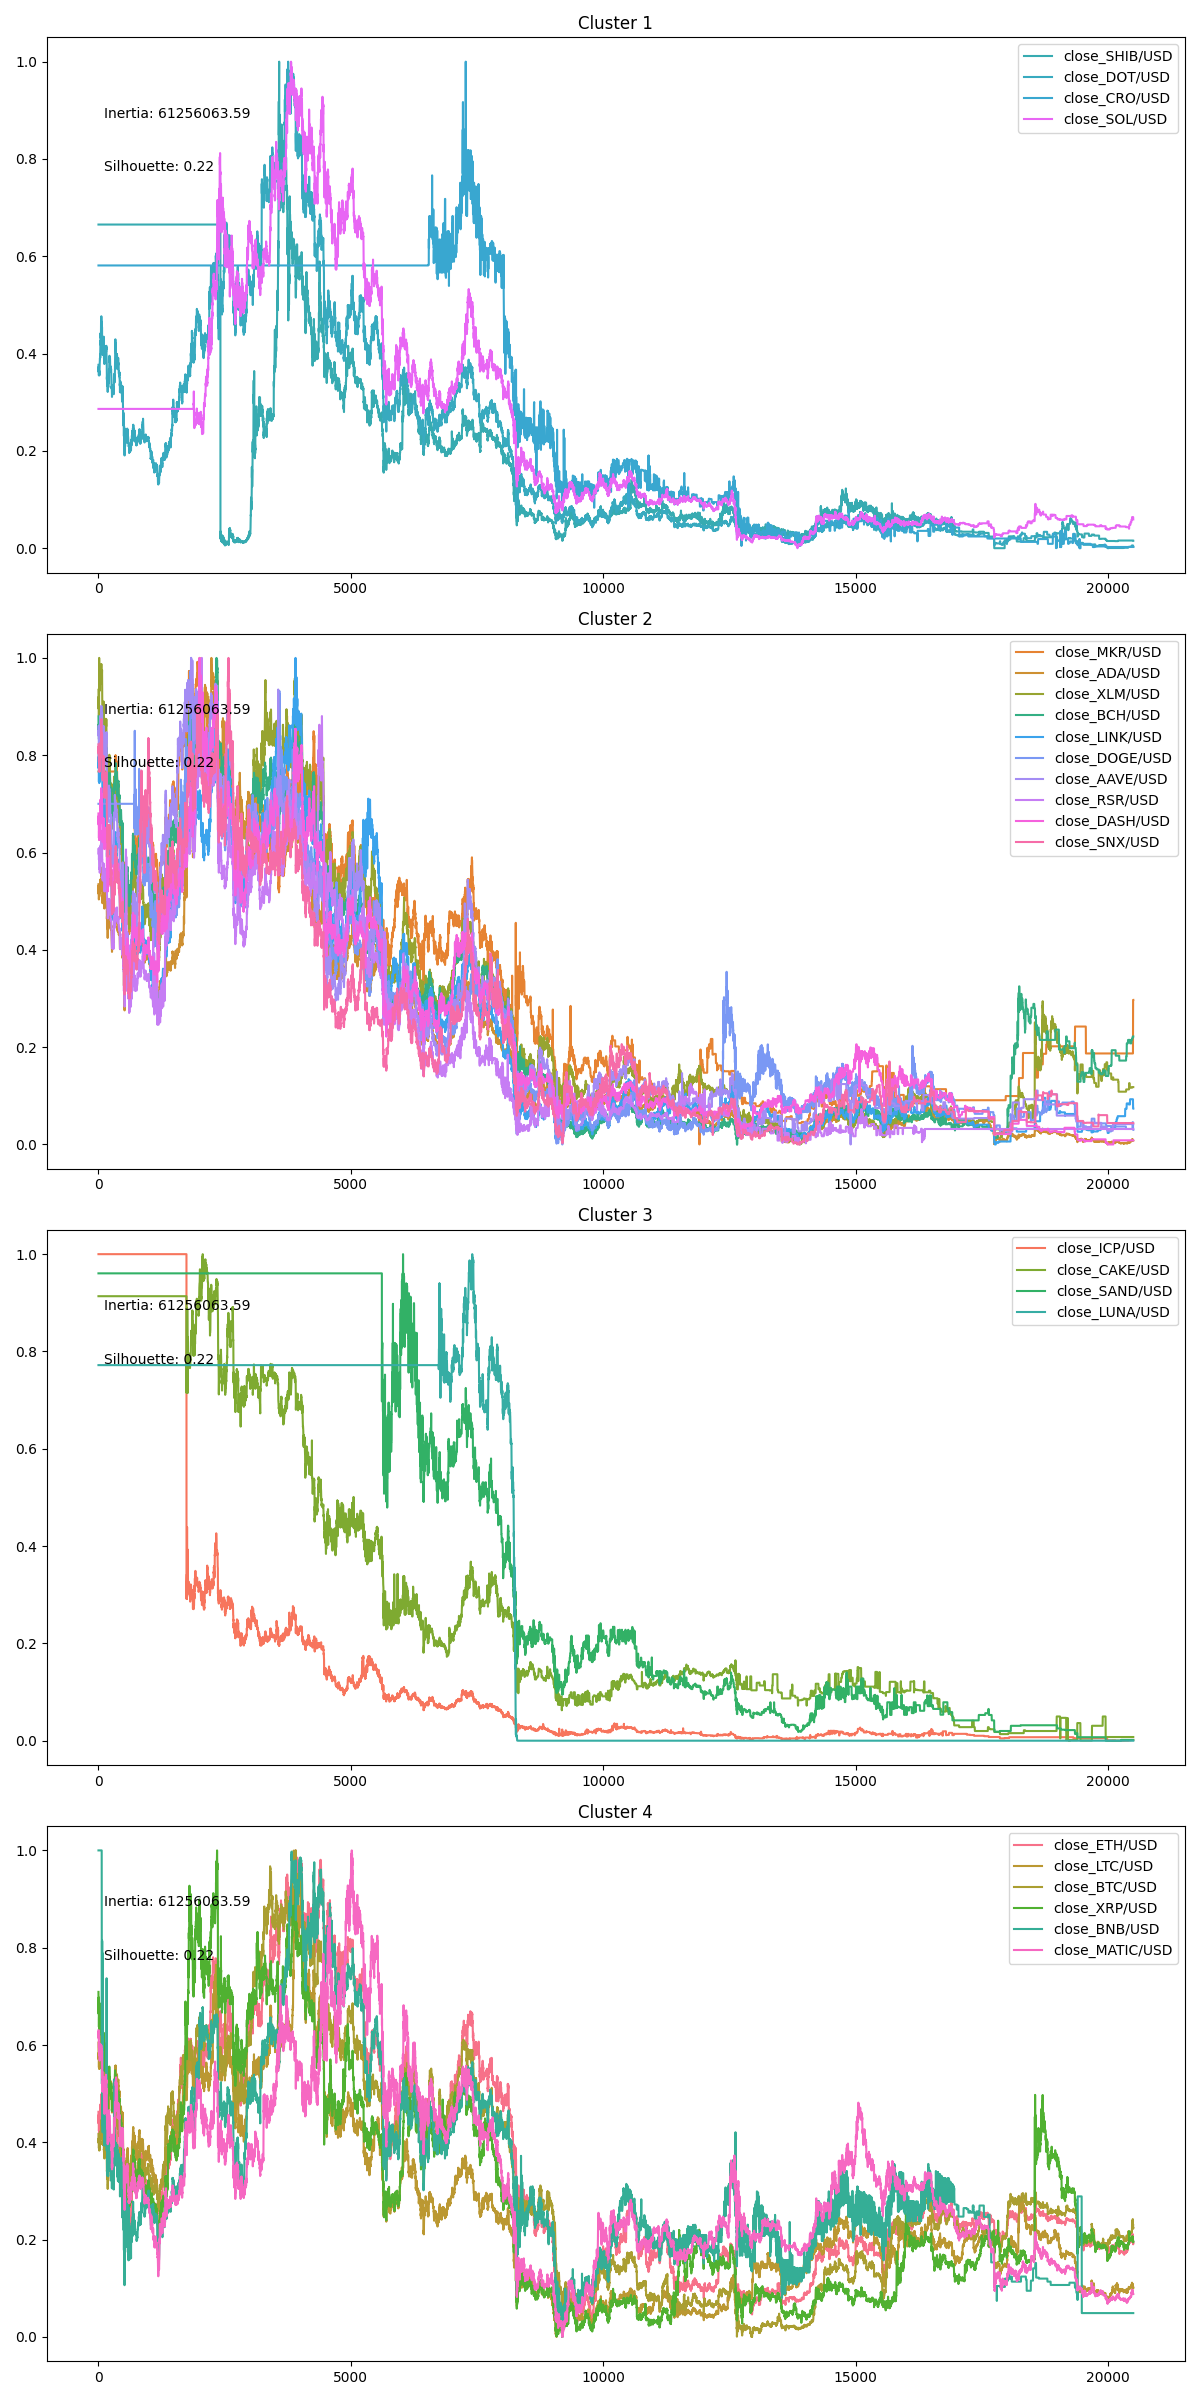 Cluster 1
1.0
0.8
0.6
0.4
0.2
0.0
Inertia: 61256063.59
Silhouette: 0.22
close_SHIB/USD
close_DOT/USD
close_CRO/USD
close_SOL/USD
0 5000 10000 15000 20000
Cluster 2
1.0
0.8
0.6
0.4
0.2
0.0
Inertia: 61256063.59
Silhouette: 0.22
close_MKR/USD
close_ADA/USD
close_XLM/USD
close_BCH/USD
close_LINK/USD
close_DOGE/USD
close_AAVE/USD
close_RSR/USD
close_DASH/USD
close_SNX/USD
0 5000 10000 15000 20000
Cluster 3
1.0
0.8
0.6
0.4
0.2
0.0
Inertia: 61256063.59
Silhouette: 0.22
close_ICP/USD
close_CAKE/USD
close_SAND/USD
close_LUNA/USD
0 5000 10000 15000 20000
Cluster 4
1.0
0.8
0.6
0.4
0.2
0.0
Inertia: 61256063.59
Silhouette: 0.22
close_ETH/USD
close_LTC/USD
close_BTC/USD
close_XRP/USD
close_BNB/USD
close_MATIC/USD
0 5000 10000 15000 20000